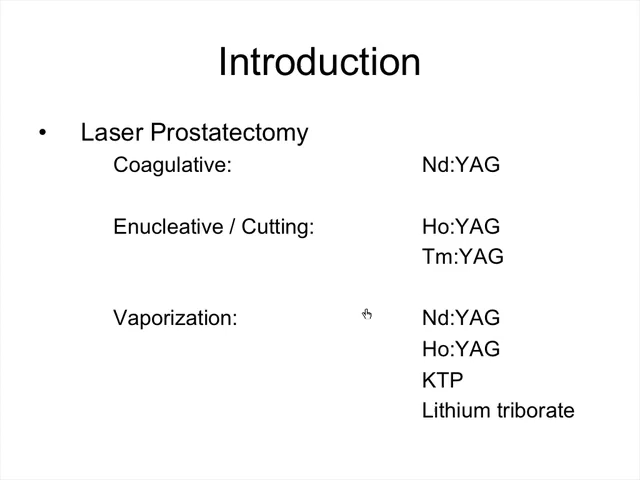 Introduction
• Laser Prostatectomy
Coagulative: Nd:YAG
Enucleative / Cutting: Ho:YAG
Tm:YAG
Vaporization: Nd:YAG
Ho:YAG
KTP
Lithium triborate